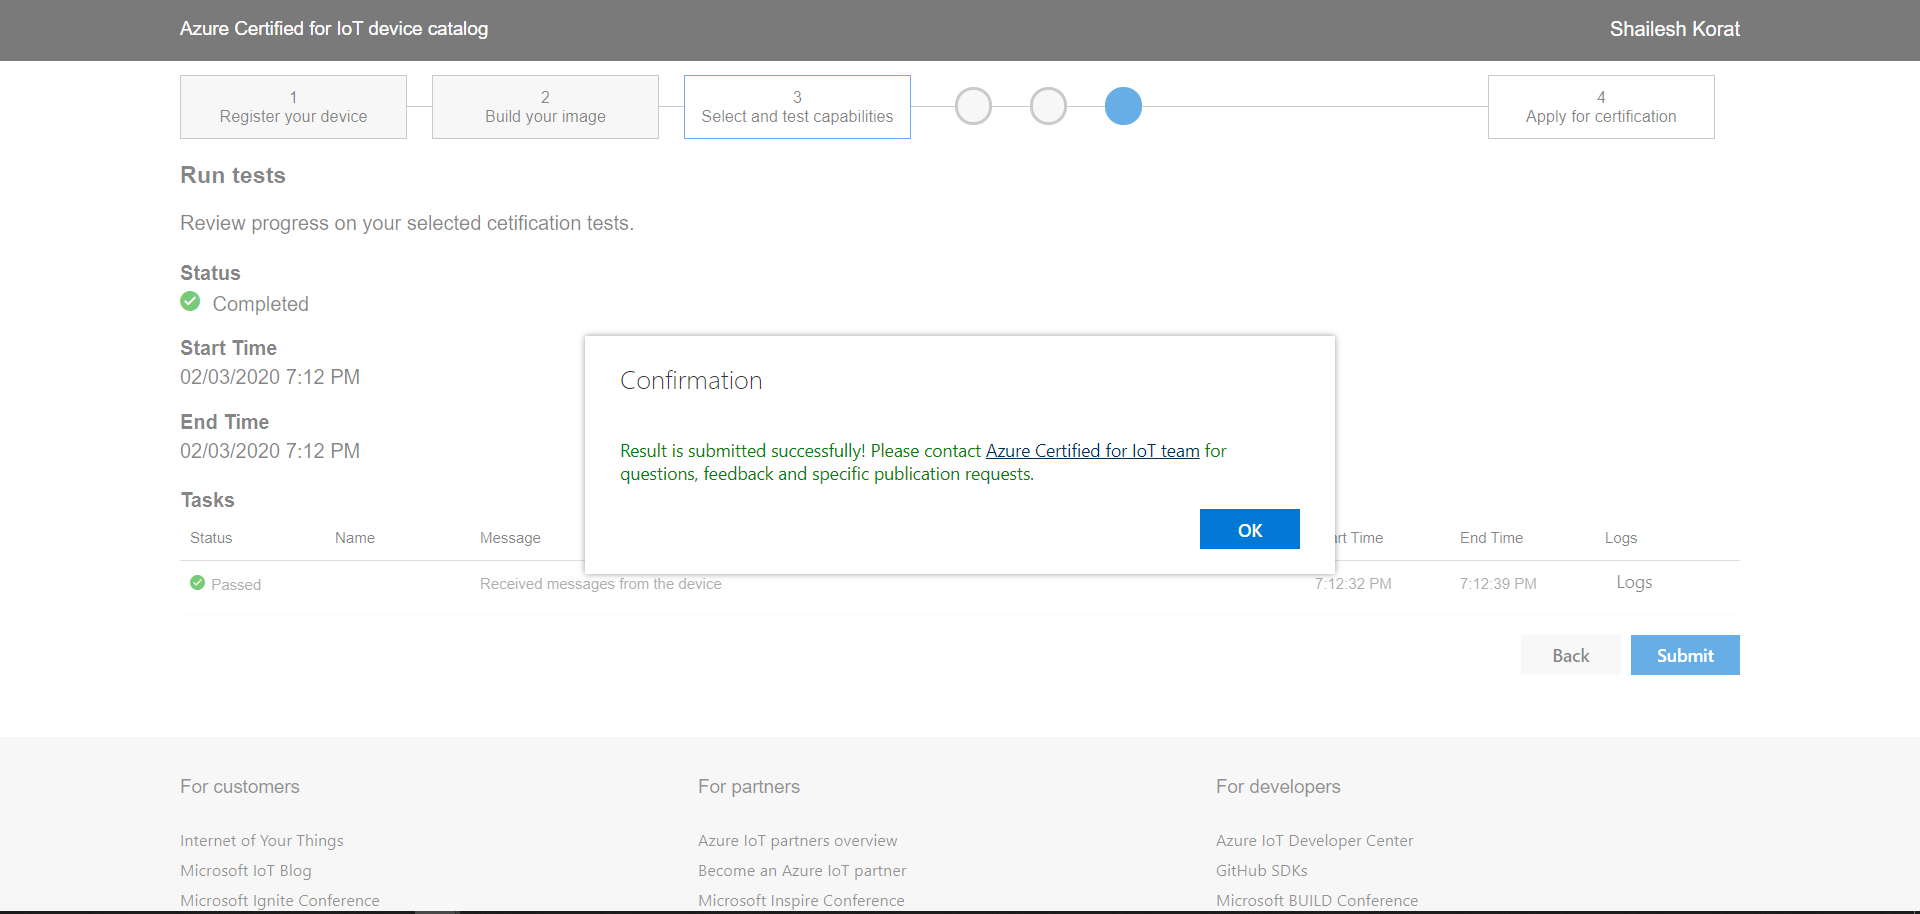 Azure Certified for IoT device catalog
Shailesh Korat
1
Register your device
2
Build your image
3
Select and test capabilities
4
Apply for certification
Run tests
Review progress on your selected cetification tests.
Status
Completed
Start Time
02/03/2020 7:12 PM
End Time
02/03/2020 7:12 PM
Confirmation
Result is submitted successfully! Please contact Azure Certified for IoT team for
questions, feedback and specific publication requests.
OK
Tasks
Status Name Message art Time End Time Logs
Passed Received messages from the device 7:12:32 PM 7:12:39 PM Logs
Back Submit
For customers
Internet of Your Things
Microsoft IoT Blog
Microsoft Ignite Conference
For partners
Azure IoT partners overview
Become an Azure IoT partner
Microsoft Inspire Conference
For developers
Azure IoT Developer Center
GitHub SDKs
Microsoft BUILD Conference